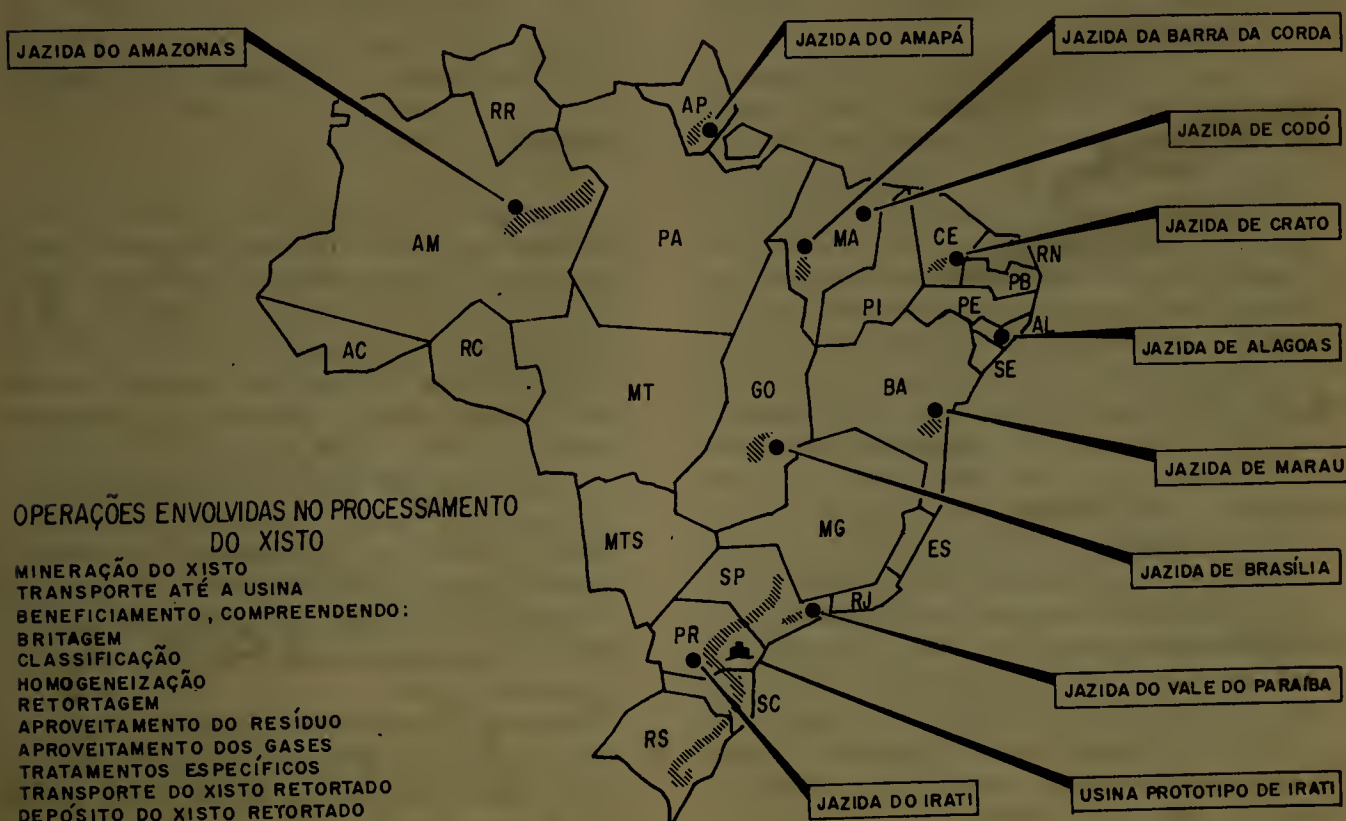 JAZIDA DO AMAZONAS
JAZIDA DO AMAPÁ
JAZIDA DA BARRA DA CORDA
JAZIDA DE CODÓ
JAZIDA DE CRATO
JAZIDA DE ALAGOAS
JAZIDA DE MARAU
JAZIDA DE BRASÍLIA
JAZIDA DO VALE DO PARAÍBA
USINA PROTOTIPO DE IRATI
JAZIDA DO IRATI
RR
AP
AM
PA
MA
CE
RN
PB
PI
PE
AL
SE
AC
RC
MT
GO
BA
MTS
MG
ES
SP
RJ
PR
SC
RS
OPERAÇÕES ENVOLVIDAS NO PROCESSAMENTO
DO XISTO
MINERAÇÃO DO XISTO
TRANSPORTE ATÉ A USINA
BENEFICIAMENTO, COMPREENDENDO:
BRITAGEM
CLASSIFICAÇÃO
HOMOGENEIZAÇÃO
RETORTAGEM
APROVEITAMENTO DO RESÍDUO
APROVEITAMENTO DOS GASES
TRATAMENTOS ESPECÍFICOS
TRANSPORTE DO XISTO RETORTADO
DEPÓSITO DO XISTO RETORTADO